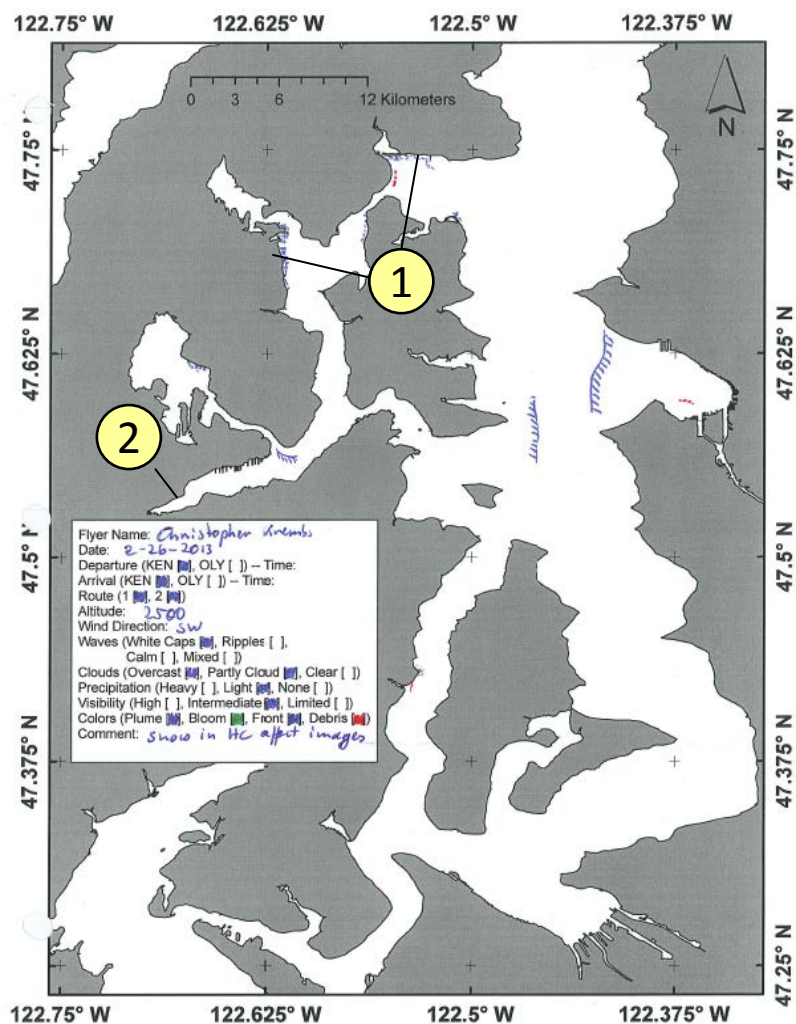 122.75° W 122.625° W 122.5° W 122.375° W
0 3 6 12 Kilometers
N
47.75° N 47.75° N
1
47.625° N 47.625° N
2
47.5° N 47.5° N
Flyer Name: Christopher Krembs
Date: 2-26-2013
Departure (KEN [ ], OLY [ ]) -- Time:
Arrival (KEN [ ], OLY [ ]) -- Time:
Route (1 [ ], 2 [ ])
Altitude: 2500
Wind Direction: SW
Waves (White Caps [ ], Ripples [ ],
Calm [ ], Mixed [ ])
Clouds (Overcast [ ], Partly Cloud [ ], Clear [ ])
Precipitation (Heavy [ ], Light [ ], None [ ])
Visibility (High [ ], Intermediate [ ], Limited [ ])
Colors (Plume [ ], Bloom [ ], Front [ ], Debris [ ])
Comment: snow in HC affect images
47.375° N 47.375° N
47.25° N 47.25° N
122.75° W 122.625° W 122.5° W 122.375° W